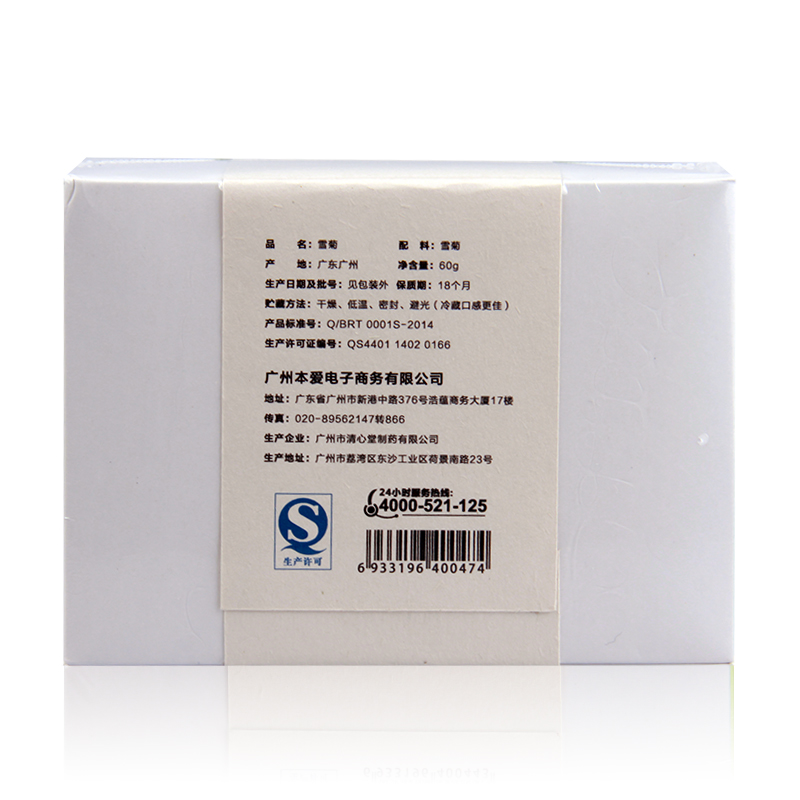 品　名：雪菊　配　料：雪菊
产　地：广东广州　净含量：60g
生产日期及批号：见包装外　保质期：18个月
贮藏方法：干燥、低温、密封、避光（冷藏口感更佳）
产品标准号：Q/BRT 0001S-2014
生产许可证编号：QS4401 1402 0166
广州本爱电子商务有限公司
地址：广东省广州市新港中路376号浩蕴商务大厦17楼
传真：020-89562147转866
生产企业：广州市清心堂制药有限公司
生产地址：广州市荔湾区东沙工业区荷景南路23号
24小时服务热线：
4000-521-125
S
生产许可
6 933196 400474